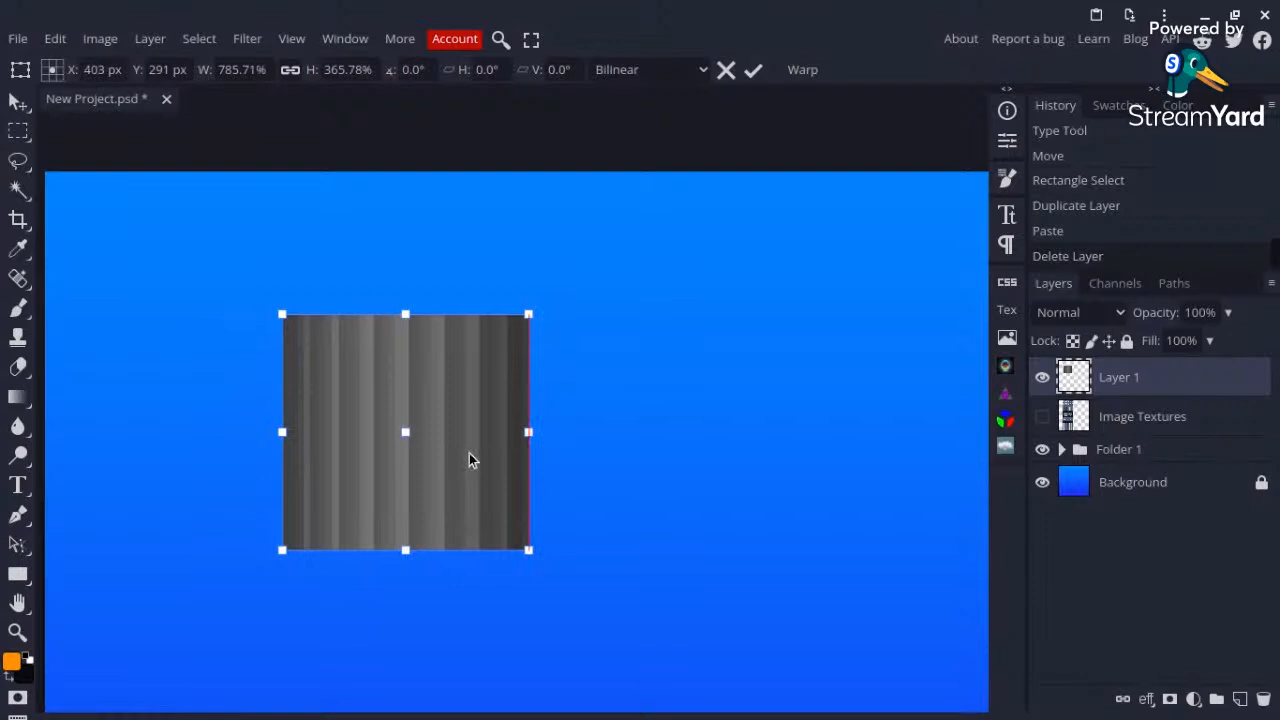 Powered by
StreamYard
File Edit Image Layer Select Filter View Window More Account About Report a bug Learn Blog API
X: 403 px Y: 291 px W: 785.71% H: 365.78% 0.0° H: 0.0° V: 0.0° Bilinear Warp
New Project.psd *
History Swatches Color
Type Tool
Move
Rectangle Select
Duplicate Layer
Paste
Delete Layer
CSS
Tex
Layers Channels Paths
Normal Opacity: 100%
Lock: Fill: 100%
Layer 1
Image Textures
Folder 1
Background
eff